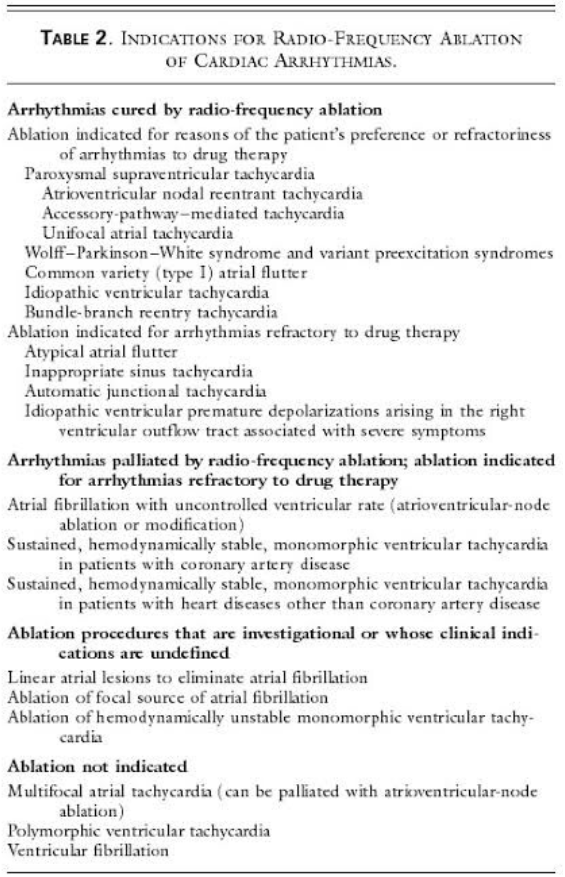 TABLE 2. INDICATIONS FOR RADIO-FREQUENCY ABLATION
OF CARDIAC ARRHYTHMIAS.
Arrhythmias cured by radio-frequency ablation
Ablation indicated for reasons of the patient's preference or refractoriness
of arrhythmias to drug therapy
Paroxysmal supraventricular tachycardia
Atrioventricular nodal reentrant tachycardia
Accessory-pathway–mediated tachycardia
Unifocal atrial tachycardia
Wolff–Parkinson–White syndrome and variant preexcitation syndromes
Common variety (type I) atrial flutter
Idiopathic ventricular tachycardia
Bundle-branch reentry tachycardia
Ablation indicated for arrhythmias refractory to drug therapy
Atypical atrial flutter
Inappropriate sinus tachycardia
Automatic junctional tachycardia
Idiopathic ventricular premature depolarizations arising in the right
ventricular outflow tract associated with severe symptoms
Arrhythmias palliated by radio-frequency ablation; ablation indicated
for arrhythmias refractory to drug therapy
Atrial fibrillation with uncontrolled ventricular rate (atrioventricular-node
ablation or modification)
Sustained, hemodynamically stable, monomorphic ventricular tachycardia
in patients with coronary artery disease
Sustained, hemodynamically stable, monomorphic ventricular tachycardia
in patients with heart diseases other than coronary artery disease
Ablation procedures that are investigational or whose clinical indi-
cations are undefined
Linear atrial lesions to eliminate atrial fibrillation
Ablation of focal source of atrial fibrillation
Ablation of hemodynamically unstable monomorphic ventricular tachy-
cardia
Ablation not indicated
Multifocal atrial tachycardia (can be palliated with atrioventricular-node
ablation)
Polymorphic ventricular tachycardia
Ventricular fibrillation